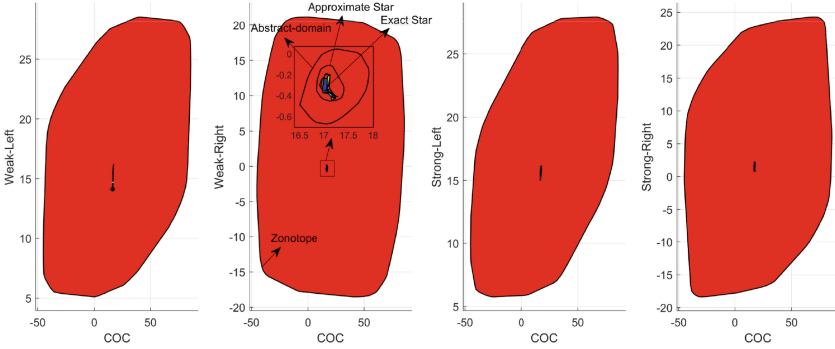 Approximate Star
Exact Star
Abstract-domain
25
20
15
10
5
Weak-Left
-50 0 50
COC
20
15
10
5
0
-5
-10
-15
-20
Weak-Right
0
-0.2
-0.4
-0.6
16.5 17 17.5 18
Zonotope
-50 0 50
COC
25
20
15
10
5
Strong-Left
-50 0 50
COC
25
20
15
10
5
0
-5
-10
-15
-20
Strong-Right
-50 0 50
COC